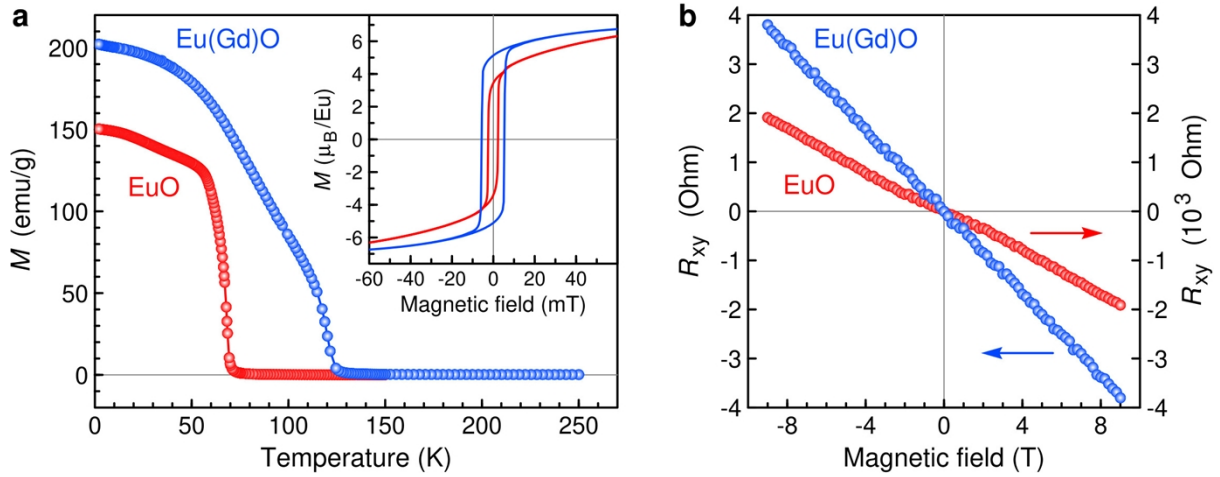 a
200
150
100
50
0
M (emu/g)
0 50 100 150 200 250
Temperature (K)
Eu(Gd)O
EuO
6
4
2
0
-2
-4
-6
M (μB/Eu)
-60 -40 -20 0 20 40
Magnetic field (mT)
b
4
3
2
1
0
-1
-2
-3
-4
Rxy (Ohm)
Eu(Gd)O
EuO
-8 -4 0 4 8
Magnetic field (T)
4
3
2
1
0
-1
-2
-3
-4
Rxy (10³ Ohm)